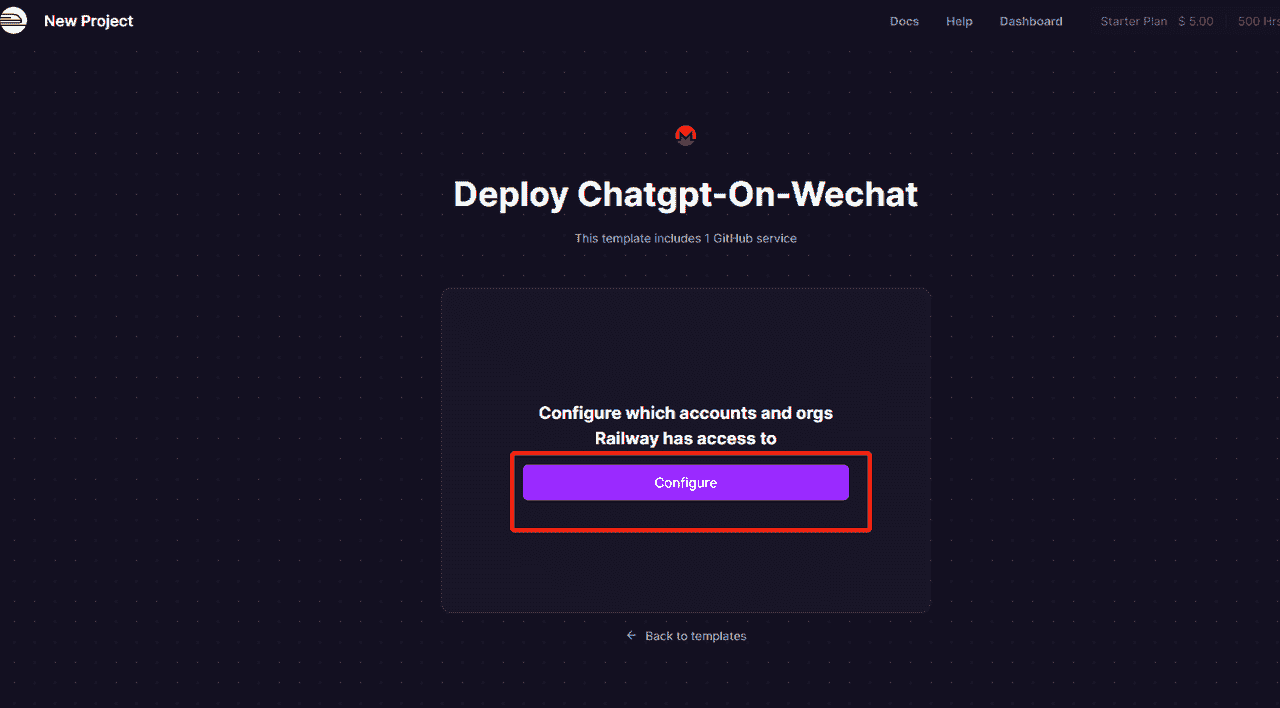 New Project
Docs Help Dashboard Starter Plan $ 5.00 500 Hrs
Deploy Chatgpt-On-Wechat
This template includes 1 GitHub service
Configure which accounts and orgs
Railway has access to
Configure
← Back to templates